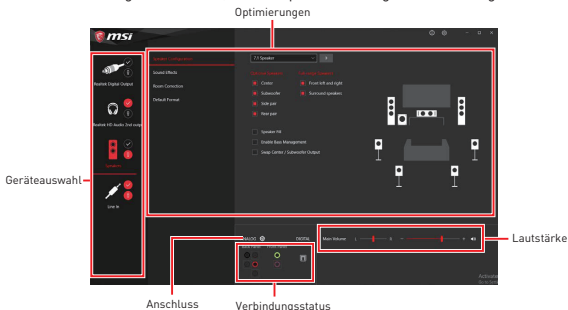 Optimierungen
msi
7.1 Speaker
Realtek Digital Output
Sound Effects
Room Correction
Default Format
Center
Subwoofer
Side pair
Rear pair
Front left and right
Surround speakers
Realtek HD Audio 2nd output
Speaker Fill
Enable Bass Management
Swap Center / Subwoofer Output
Geräteauswahl
Line in
ANALOG
DIGITAL
Main Volume
L
R
Lautstärke
Anschluss
Verbindungsstatus